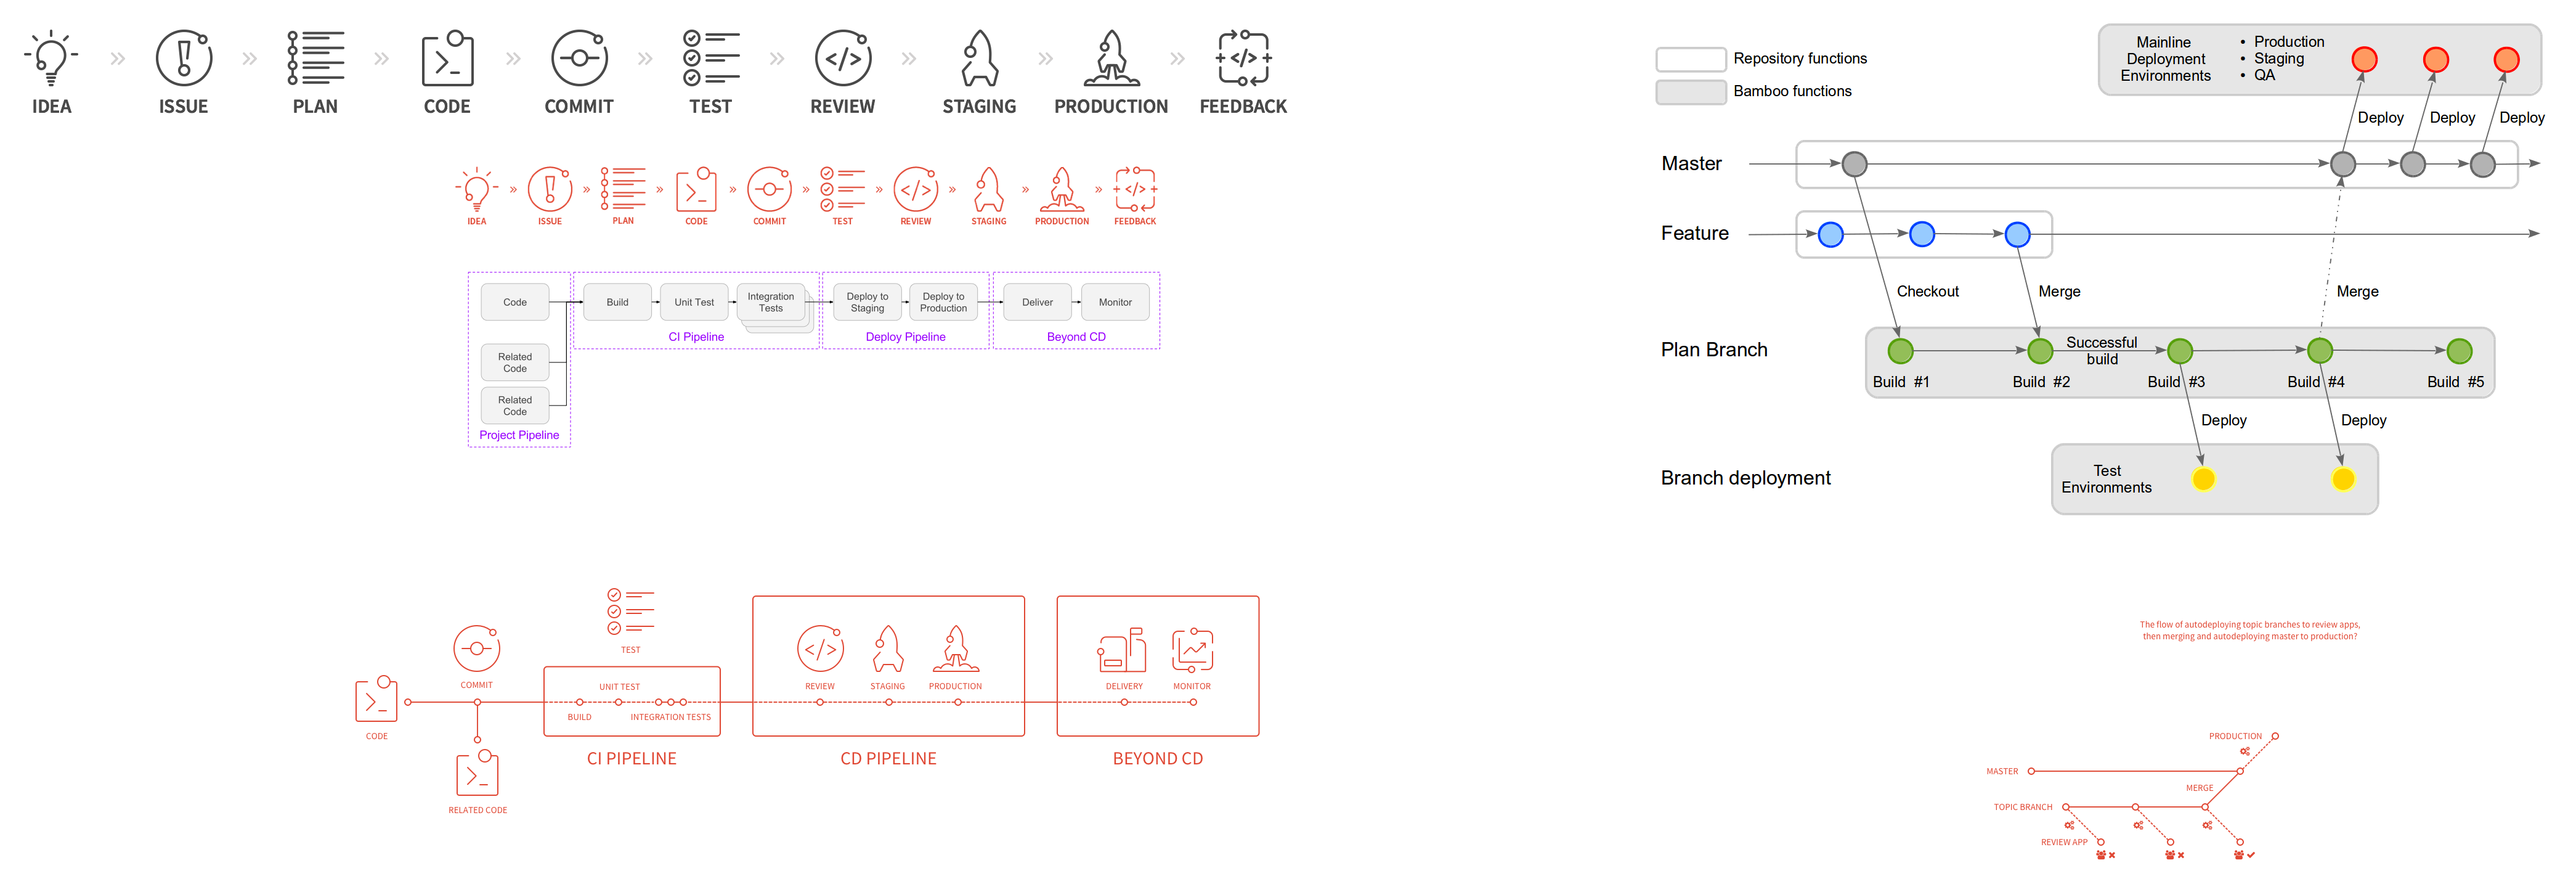 IDEA
ISSUE
PLAN
CODE
COMMIT
TEST
REVIEW
STAGING
PRODUCTION
FEEDBACK
IDEA
ISSUE
PLAN
CODE
COMMIT
TEST
REVIEW
STAGING
PRODUCTION
FEEDBACK
Code
Related
Code
Related
Code
Project Pipeline
Build
Unit Test
Integration
Tests
CI Pipeline
Deploy to
Staging
Deploy to
Production
Deploy Pipeline
Deliver
Monitor
Beyond CD
CODE
COMMIT
RELATED CODE
TEST
UNIT TEST
BUILD
INTEGRATION TESTS
CI PIPELINE
REVIEW
STAGING
PRODUCTION
CD PIPELINE
DELIVERY
MONITOR
BEYOND CD
Repository functions
Bamboo functions
Mainline
Deployment
Environments
• Production
• Staging
• QA
Deploy
Deploy
Deploy
Master
Feature
Checkout
Merge
Merge
Plan Branch
Successful
build
Build #1
Build #2
Build #3
Build #4
Build #5
Deploy
Deploy
Branch deployment
Test
Environments
The flow of autodeploying topic branches to review apps,
then merging and autodeploying master to production?
PRODUCTION
MASTER
MERGE
TOPIC BRANCH
REVIEW APP